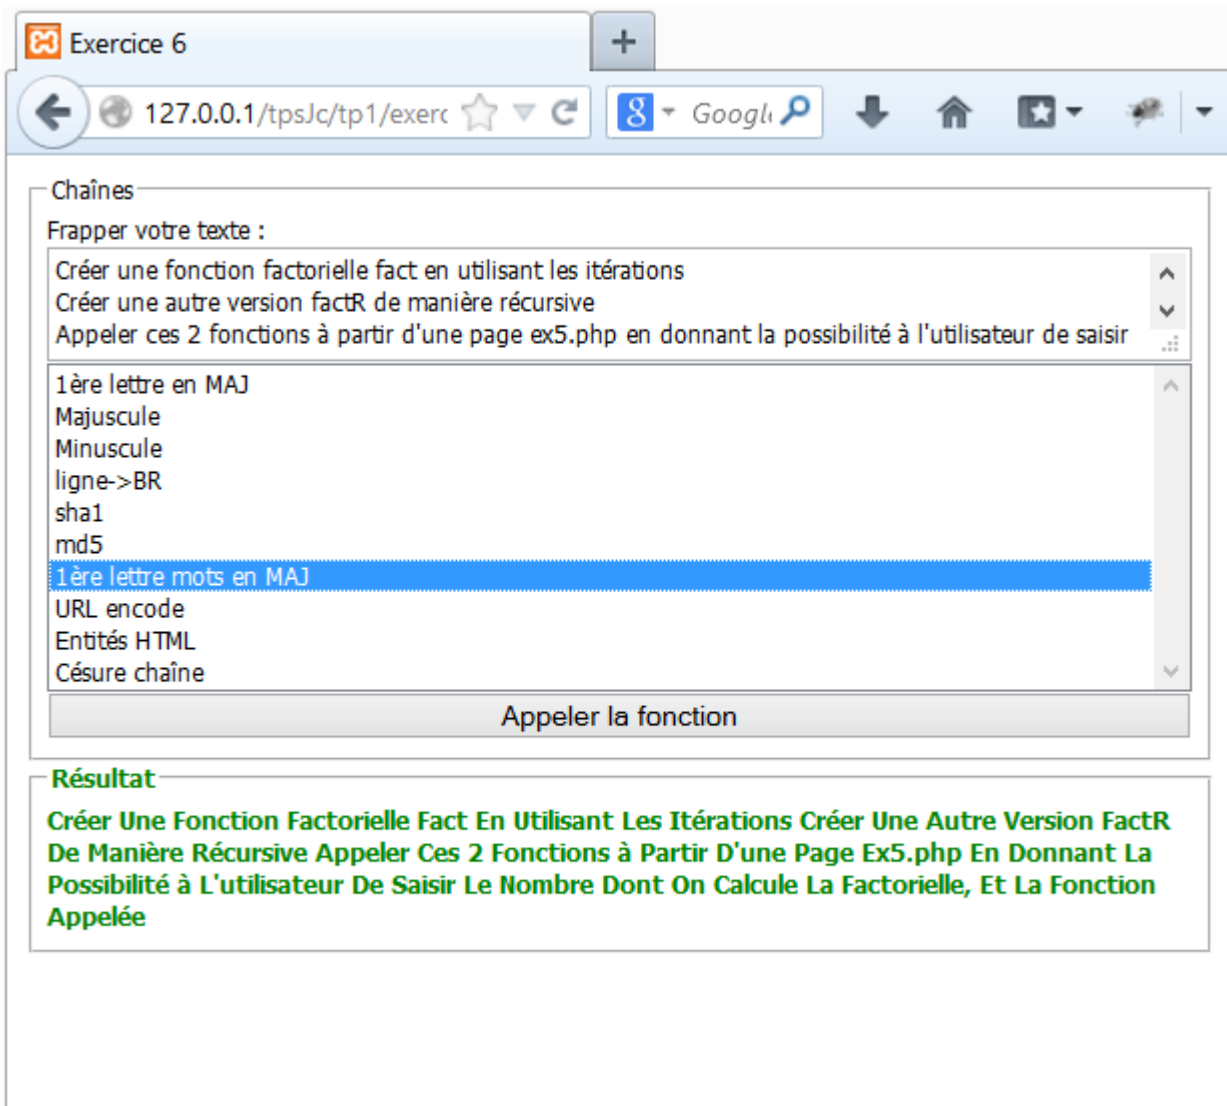 Exercice 6
127.0.0.1/tpsJc/tp1/exerc
Google
Chaînes
Frapper votre texte :
Créer une fonction factorielle fact en utilisant les itérations
Créer une autre version factR de manière récursive
Appeler ces 2 fonctions à partir d'une page ex5.php en donnant la possibilité à l'utilisateur de saisir
1ère lettre en MAJ
Majuscule
Minuscule
ligne->BR
sha1
md5
1ère lettre mots en MAJ
URL encode
Entités HTML
Césure chaîne
Appeler la fonction
Résultat
Créer Une Fonction Factorielle Fact En Utilisant Les Itérations Créer Une Autre Version FactR
De Manière Récursive Appeler Ces 2 Fonctions à Partir D'une Page Ex5.php En Donnant La
Possibilité à L'utilisateur De Saisir Le Nombre Dont On Calcule La Factorielle, Et La Fonction
Appelée